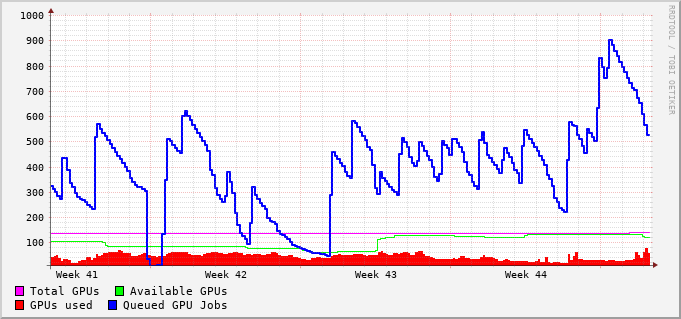 1000
900
800
700
600
500
400
300
200
100
RRDTOOL / TOBI OETIKER
Week 41 Week 42 Week 43 Week 44
Total GPUs Available GPUs
GPUs used Queued GPU Jobs